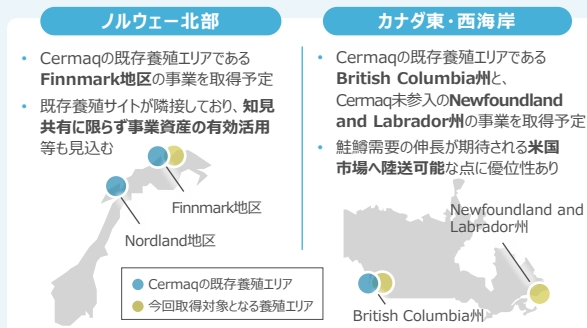 ノルウェー北部
• Cermaqの既存養殖エリアである
Finnmark地区の事業を取得予定
• 既存養殖サイトが隣接しており、知見
共有に限らず事業資産の有効活用
等も見込む
Finnmark地区
Nordland地区
Cermaqの既存養殖エリア
今回取得対象となる養殖エリア
カナダ東・西海岸
• Cermaqの既存養殖エリアである
British Columbia州と、
Cermaq未参入のNewfoundland
and Labrador州の事業を取得予定
• 鮭鱒需要の伸長が期待される米国
市場へ陸送可能な点に優位性あり
Newfoundland and
Labrador州
British Columbia州